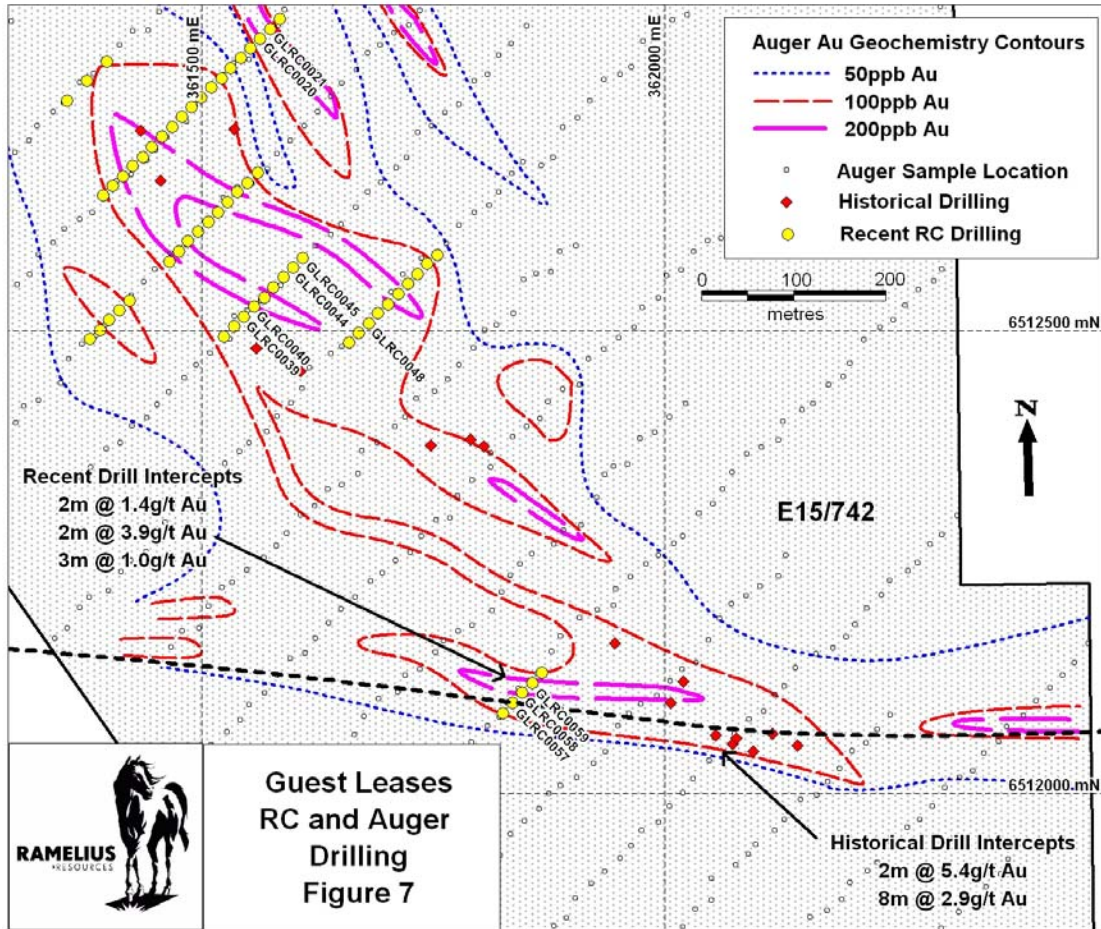 361500 mE
362000 mE
GLRC0021
GLRC0020
Auger Au Geochemistry Contours
50ppb Au
100ppb Au
200ppb Au
Auger Sample Location
Historical Drilling
Recent RC Drilling
0 100 200
metres
6512500 mN
GLRC0045
GLRC0044
GLRC0040
GLRC0039
GLRC0048
N
Recent Drill Intercepts
2m @ 1.4g/t Au
2m @ 3.9g/t Au
3m @ 1.0g/t Au
E15/742
GLRC0059
GLRC0058
GLRC0057
6512000 mN
RAMELIUS
RESOURCES
Guest Leases
RC and Auger
Drilling
Figure 7
Historical Drill Intercepts
2m @ 5.4g/t Au
8m @ 2.9g/t Au